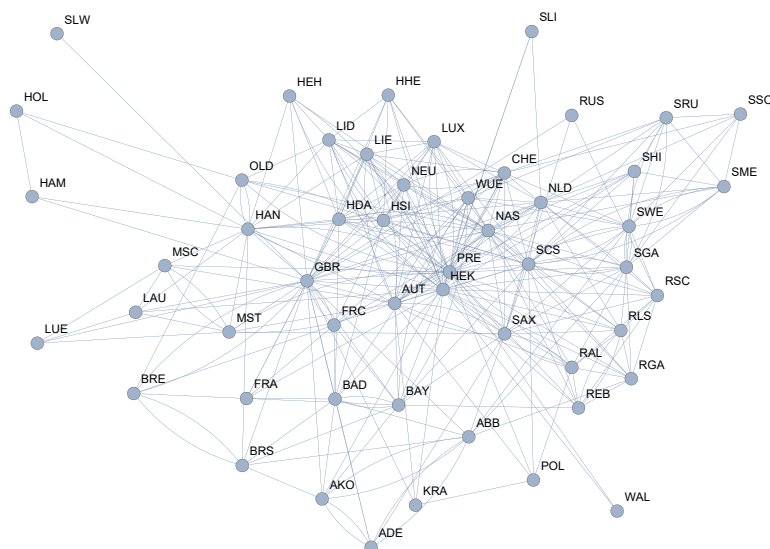 SLW
SLI
HOL
HEH
HHE
RUS
SRU
SSC
LID
LIE
LUX
OLD
NEU
CHE
SHI
SME
HAM
WUE
NLD
HAN
HDA
HSI
NAS
SWE
MSC
GBR
PRE
SCS
SGA
HEK
AUT
RSC
LAU
MST
FRC
SAX
RLS
LUE
BRE
FRA
BAD
BAY
RAL
RGA
REB
ABB
BRS
AKO
KRA
POL
WAL
ADE